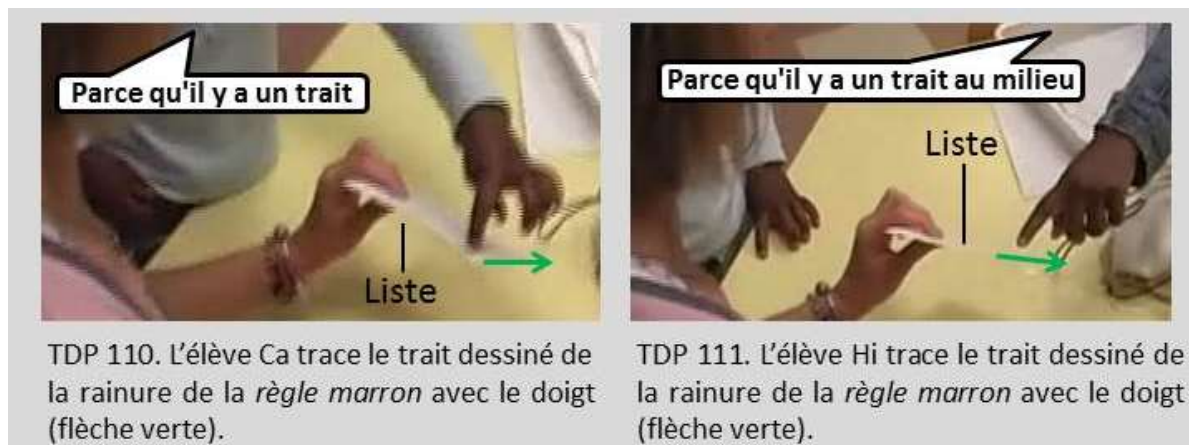 Parce qu'il y a un trait
Liste
TDP 110. L'élève Ca trace le trait dessiné de
la rainure de la règle marron avec le doigt
(flèche verte).
Parce qu'il y a un trait au milieu
Liste
TDP 111. L'élève Hi trace le trait dessiné de
la rainure de la règle marron avec le doigt
(flèche verte).